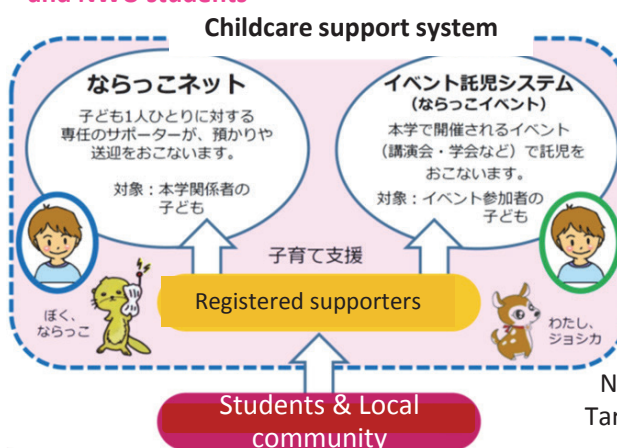 and NWU students
Childcare support system
ならっこネット
子ども1人ひとりに対する
専任のサポーターが、預かりや
送迎をおこないます。
対象：本学関係者の
子ども
イベント託児システム
（ならっこイベント）
本学で開催されるイベント
（講演会・学会など）で託児を
おこないます。
対象：イベント参加者の
子ども
子育て支援
ぼく、
ならっこ
Registered supporters
わたし、
ジョシカ
Students & Local
community
N
Tar